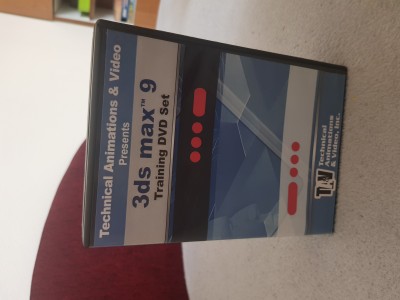 Technical Animations & Video
Presents
3ds max™ 9
Training DVD Set
TAV
Technical
Animations
& Video, Inc.